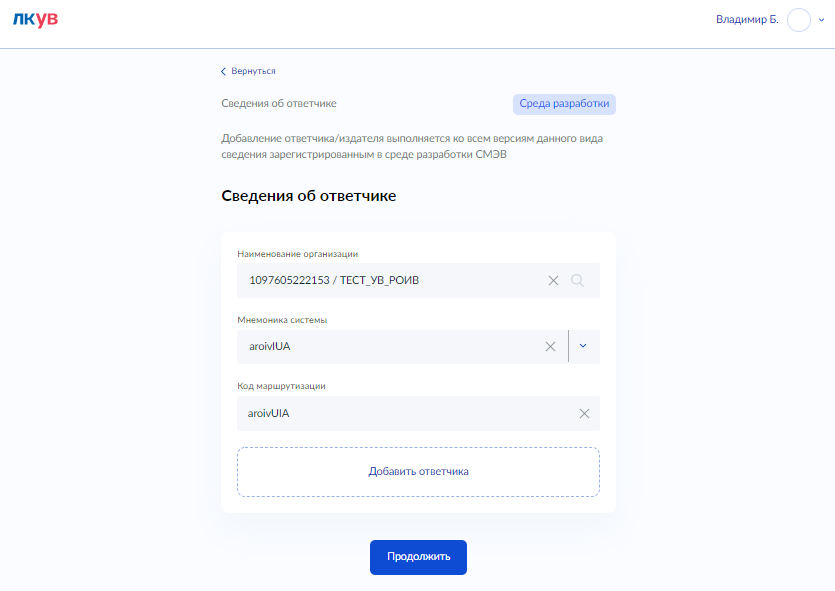 ЛКУВ
Владимир Б.
Вернуться
Сведения об ответчике
Среда разработки
Добавление ответчика/издателя выполняется ко всем версиям данного вида
сведения зарегистрированным в среде разработки СМЭВ
Сведения об ответчике
Наименование организации
1097605222153 / ТЕСТ_УВ_РОИВ
Мнемоника системы
aroivIUA
Код маршрутизации
aroivUIA
Добавить ответчика
Продолжить